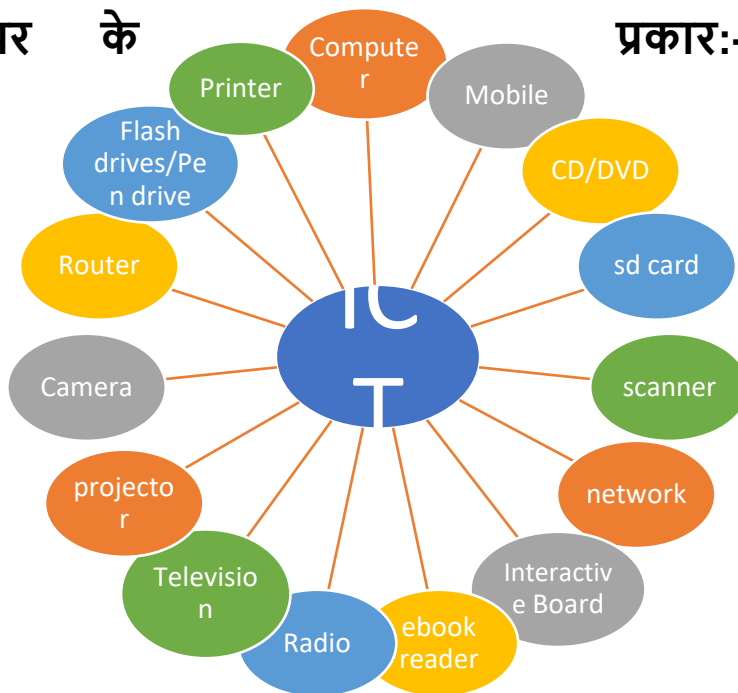 के प्रकार:-
Compute
r
Mobile
CD/DVD
sd card
scanner
network
Interactiv
e Board
ebook
reader
Radio
Televisio
n
projecto
r
Camera
Router
Flash
drives/Pe
n drive
Printer
IC
T